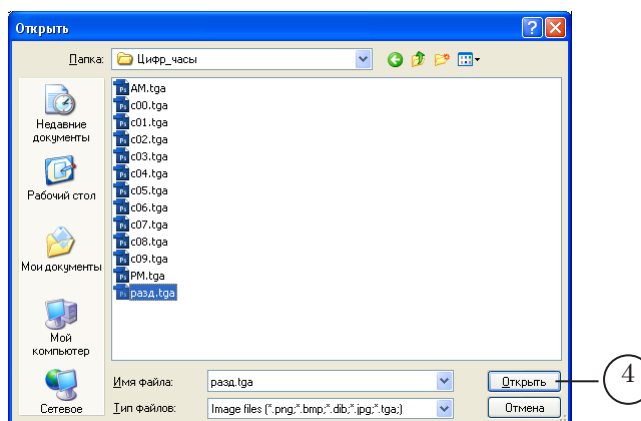 Открыть
Папка:
Цифр_часы
Недавние документы
Рабочий стол
Мои документы
Мой компьютер
Сетевое
AM.tga
c00.tga
c01.tga
c02.tga
c03.tga
c04.tga
c05.tga
c06.tga
c07.tga
c08.tga
c09.tga
PM.tga
разд.tga
Имя файла:
разд.tga
Открыть
4
Тип файлов:
Image files (*.png;*.bmp;*.dib;*.jpg;*.tga;)
Отмена